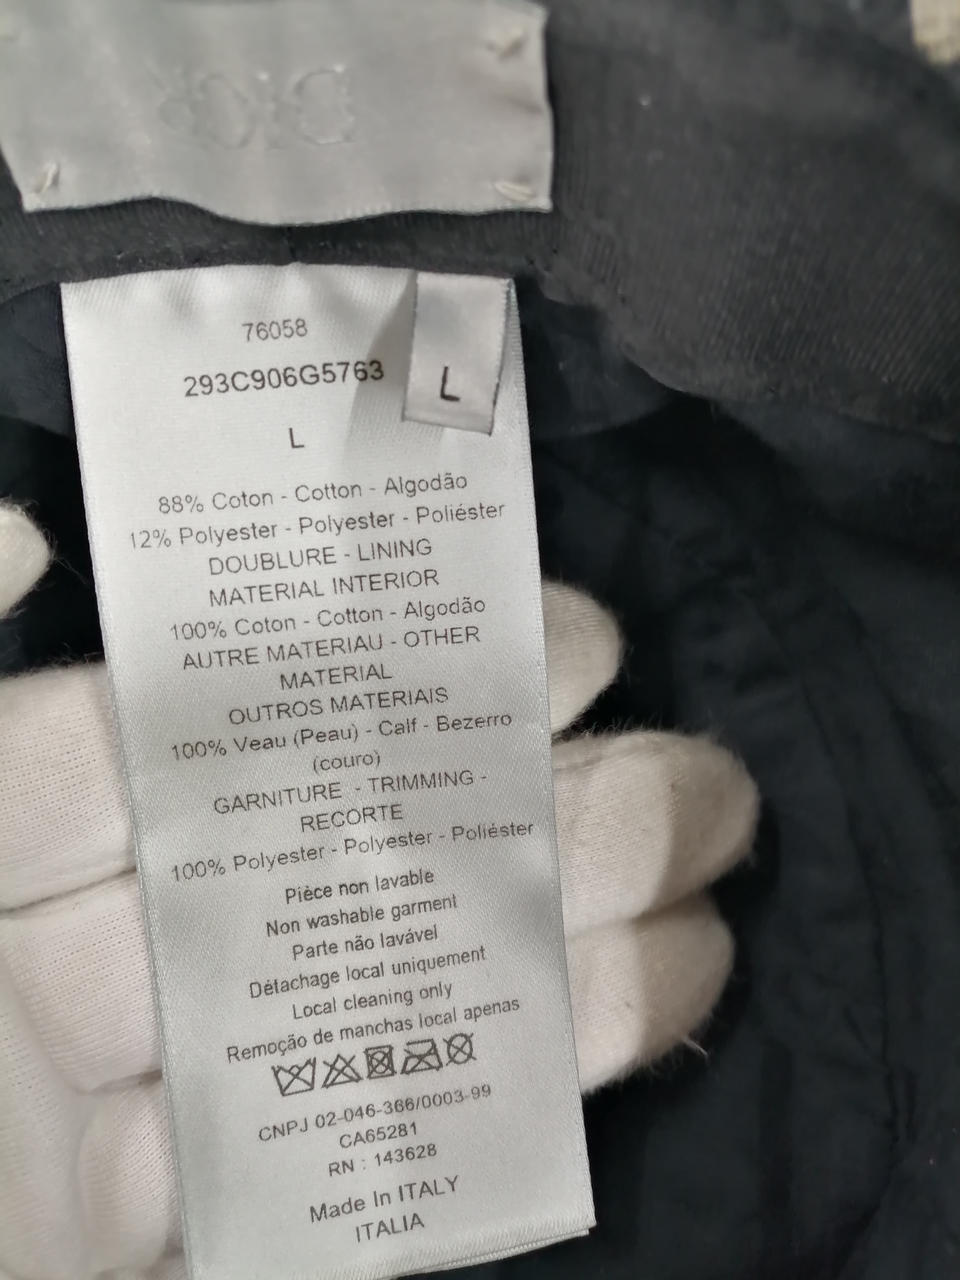 DIOR
76058
293C906G5763
L
L
88% Coton - Cotton - Algodão
12% Polyester - Polyester - Poliéster
DOUBLURE - LINING
MATERIAL INTERIOR
100% Coton - Cotton - Algodão
AUTRE MATERIAU - OTHER
MATERIAL
OUTROS MATERIAIS
100% Veau (Peau) - Calf - Bezerro
(couro)
GARNITURE - TRIMMING -
RECORTE
100% Polyester - Polyester - Poliéster
Pièce non lavable
Non washable garment
Parte não lavável
Détachage local uniquement
Local cleaning only
Remoção de manchas local apenas
CNPJ 02-046-366/0003-99
CA65281
RN : 143628
Made In ITALY
ITALIA